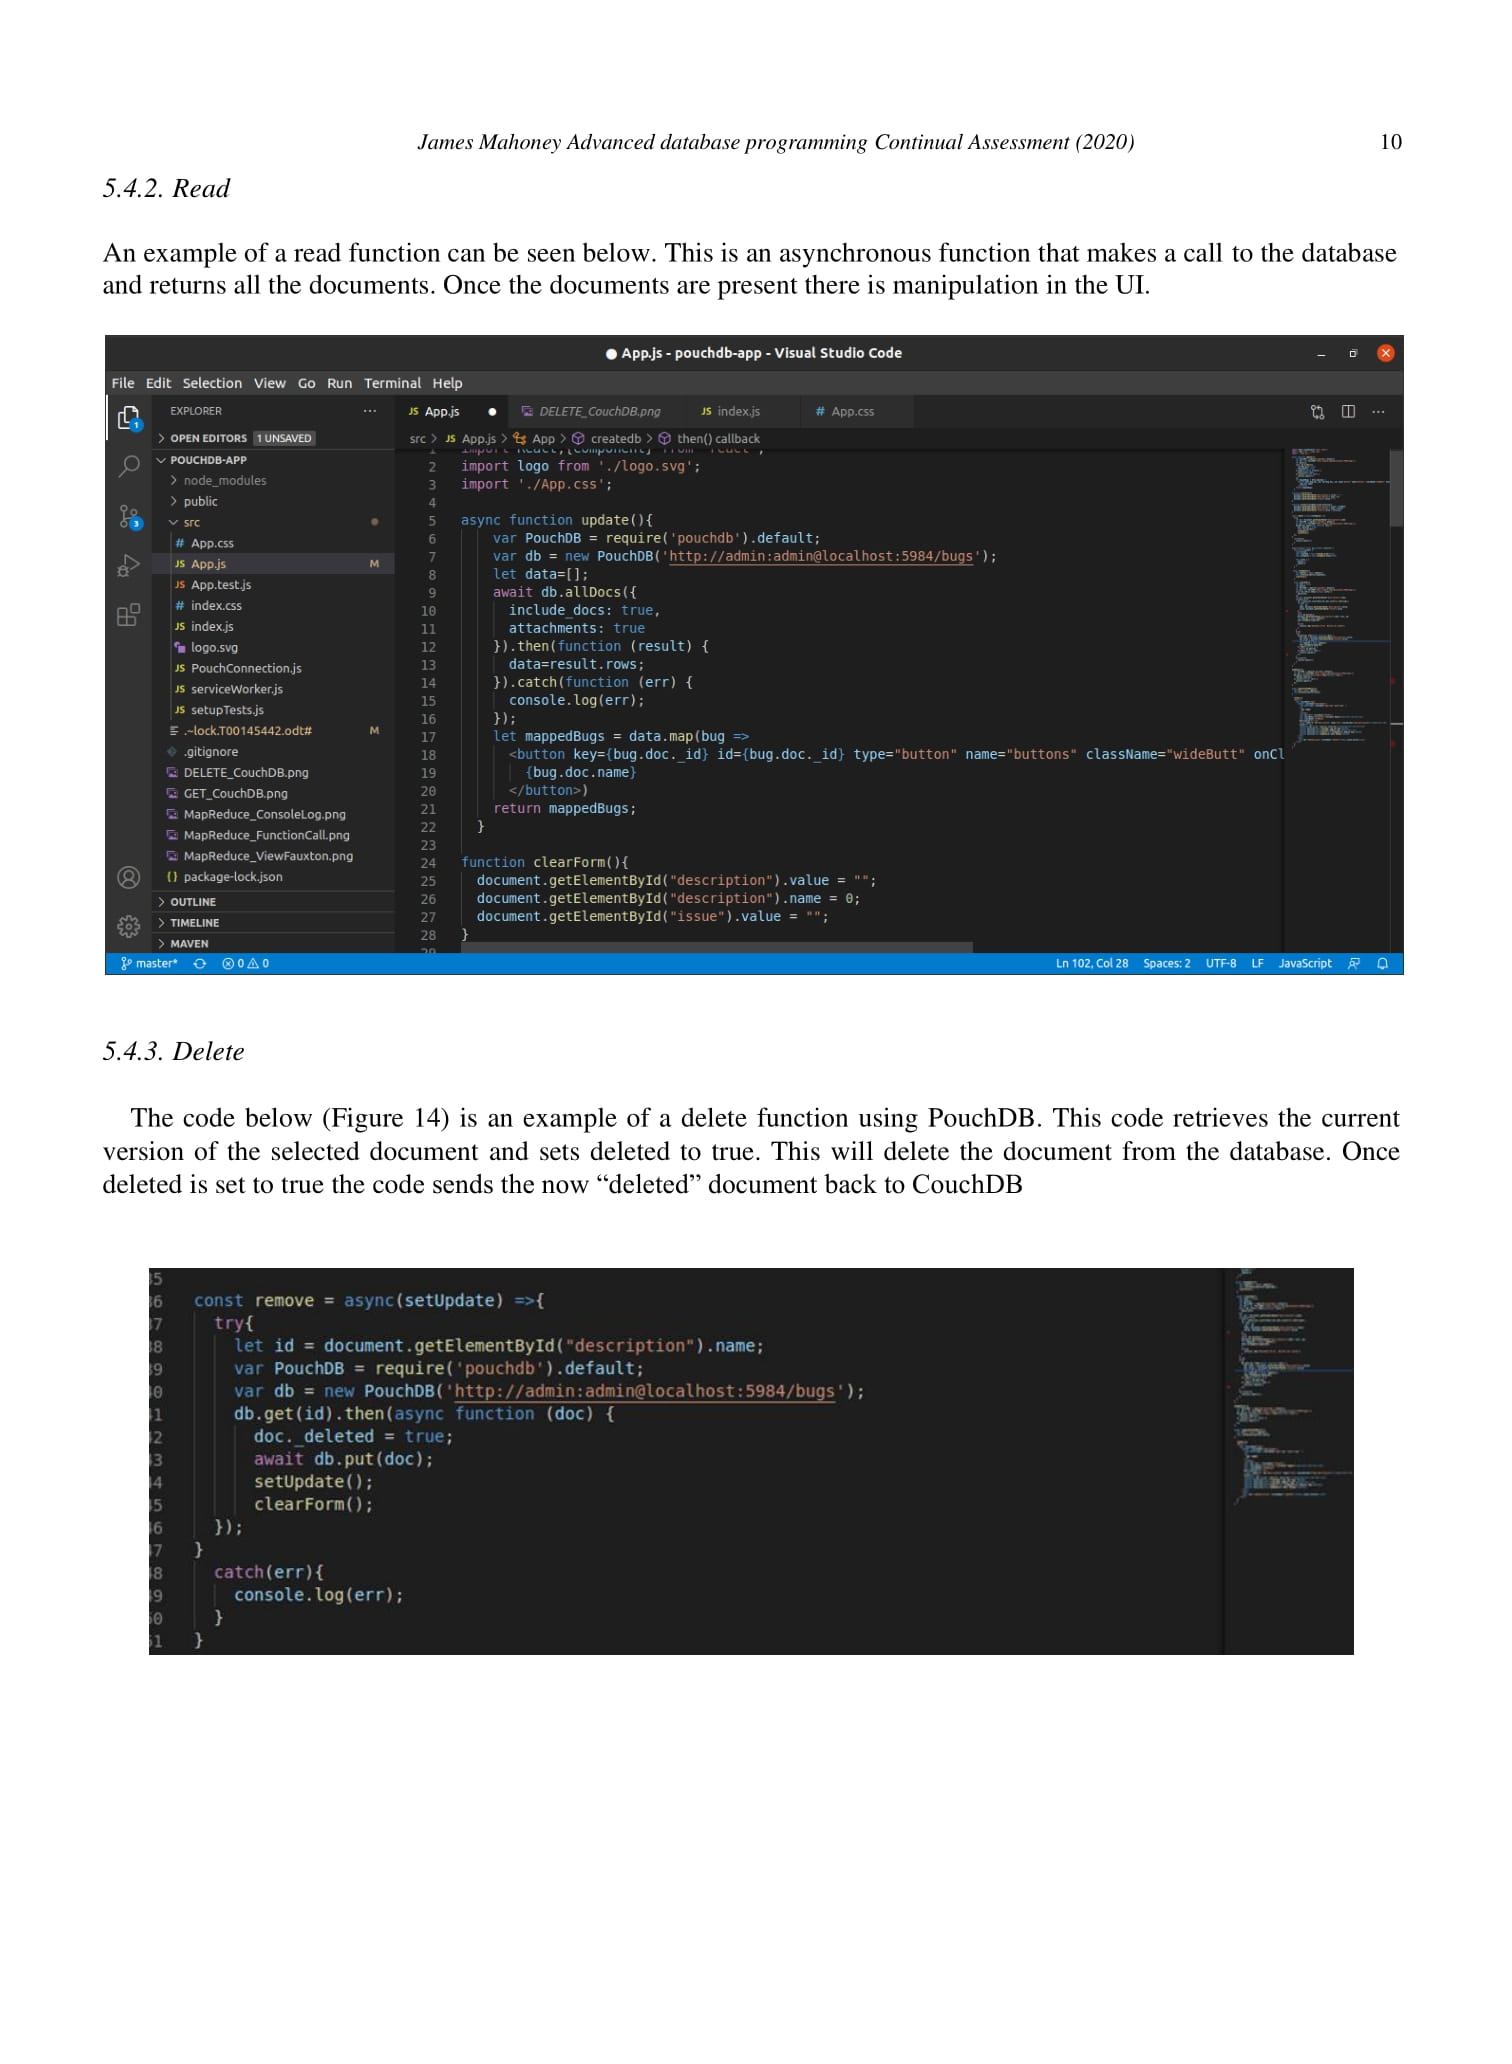 James Mahoney Advanced database programming Continual Assessment (2020) 10
5.4.2. Read
An example of a read function can be seen below. This is an asynchronous function that makes a call to the database
and returns all the documents. Once the documents are present there is manipulation in the UI.
● App.js - pouchdb-app - Visual Studio Code
File Edit Selection View Go Run Terminal Help
EXPLORER
OPEN EDITORS 1 UNSAVED
POUCHDB-APP
node_modules
public
src
# App.css
JS App.js M
JS App.test.js
# index.css
JS index.js
logo.svg
JS PouchConnection.js
JS serviceWorker.js
JS setupTests.js
.~lock.T00145442.odt# M
.gitignore
DELETE_CouchDB.png
GET_CouchDB.png
MapReduce_ConsoleLog.png
MapReduce_FunctionCall.png
MapReduce_ViewFauxton.png
{} package-lock.json
OUTLINE
TIMELINE
MAVEN
JS App.js ● DELETE_CouchDB.png JS index.js # App.css
src > JS App.js > App > createdb > then() callback
2 import logo from './logo.svg';
3 import './App.css';
4
5 async function update(){
6 var PouchDB = require('pouchdb').default;
7 var db = new PouchDB('http://admin:admin@localhost:5984/bugs');
8 let data=[];
9 await db.allDocs({
10 include_docs: true,
11 attachments: true
12 }).then(function (result) {
13 data=result.rows;
14 }).catch(function (err) {
15 console.log(err);
16 });
17 let mappedBugs = data.map(bug =>
18 <button key={bug.doc._id} id={bug.doc._id} type="button" name="buttons" className="wideButt" onCl
19 {bug.doc.name}
20 </button>)
21 return mappedBugs;
22 }
23
24 function clearForm(){
25 document.getElementById("description").value = "";
26 document.getElementById("description").name = 0;
27 document.getElementById("issue").value = "";
28 }
master* 0 0 Ln 102, Col 28 Spaces: 2 UTF-8 LF JavaScript
5.4.3. Delete
The code below (Figure 14) is an example of a delete function using PouchDB. This code retrieves the current
version of the selected document and sets deleted to true. This will delete the document from the database. Once
deleted is set to true the code sends the now “deleted” document back to CouchDB
5
6 const remove = async(setUpdate) =>{
7 try{
8 let id = document.getElementById("description").name;
9 var PouchDB = require('pouchdb').default;
0 var db = new PouchDB('http://admin:admin@localhost:5984/bugs');
1 db.get(id).then(async function (doc) {
2 doc._deleted = true;
3 await db.put(doc);
4 setUpdate();
5 clearForm();
6 });
7 }
8 catch(err){
9 console.log(err);
0 }
1 }